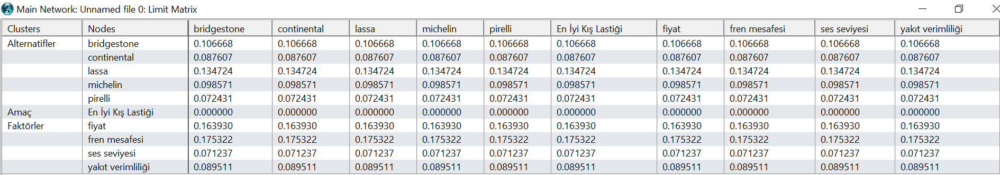 Main Network: Unnamed file 0: Limit Matrix
Clusters Nodes bridgestone continental lassa michelin pirelli En İyi Kış Lastiği fiyat fren mesafesi ses seviyesi yakıt verimliliği
Alternatifler bridgestone 0.106668 0.106668 0.106668 0.106668 0.106668 0.106668 0.106668 0.106668 0.106668 0.106668
continental 0.087607 0.087607 0.087607 0.087607 0.087607 0.087607 0.087607 0.087607 0.087607 0.087607
lassa 0.134724 0.134724 0.134724 0.134724 0.134724 0.134724 0.134724 0.134724 0.134724 0.134724
michelin 0.098571 0.098571 0.098571 0.098571 0.098571 0.098571 0.098571 0.098571 0.098571 0.098571
pirelli 0.072431 0.072431 0.072431 0.072431 0.072431 0.072431 0.072431 0.072431 0.072431 0.072431
Amaç En İyi Kış Lastiği 0.000000 0.000000 0.000000 0.000000 0.000000 0.000000 0.000000 0.000000 0.000000 0.000000
Faktörler fiyat 0.163930 0.163930 0.163930 0.163930 0.163930 0.163930 0.163930 0.163930 0.163930 0.163930
fren mesafesi 0.175322 0.175322 0.175322 0.175322 0.175322 0.175322 0.175322 0.175322 0.175322 0.175322
ses seviyesi 0.071237 0.071237 0.071237 0.071237 0.071237 0.071237 0.071237 0.071237 0.071237 0.071237
yakıt verimliliği 0.089511 0.089511 0.089511 0.089511 0.089511 0.089511 0.089511 0.089511 0.089511 0.089511